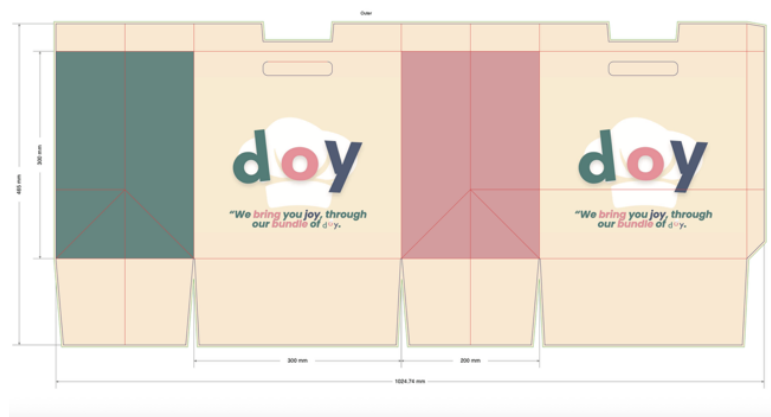 Outer
doy
"We bring you joy, through
our bundle of doy.
doy
"We bring you joy, through
our bundle of doy.
300 mm
465 mm
300 mm
200 mm
1024.74 mm